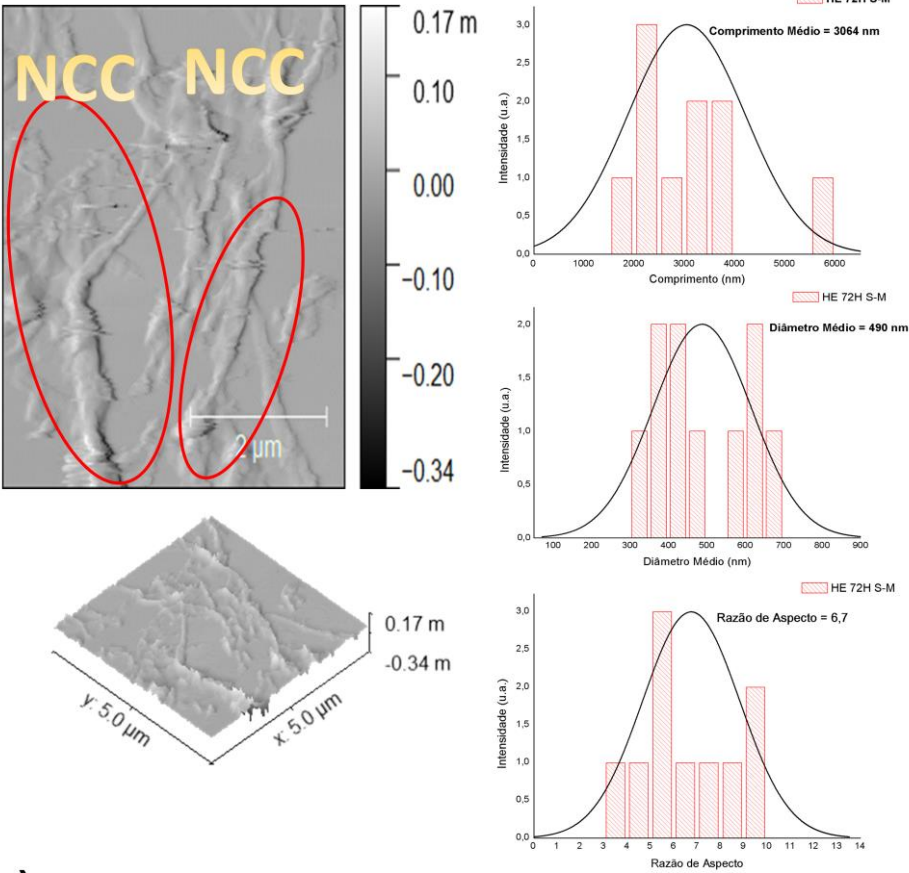 NCC NCC
0.17 m
0.10
0.00
−0.10
−0.20
−0.34
2 µm
0.17 m
-0.34 m
y: 5.0 µm
x: 5.0 µm
HE 72H S-M
Comprimento Médio = 3064 nm
Intensidade (u.a.)
3,0
2,5
2,0
1,5
1,0
0,5
0,0
0 1000 2000 3000 4000 5000 6000
Comprimento (nm)
HE 72H S-M
Diâmetro Médio = 490 nm
Intensidade (u.a.)
2,0
1,5
1,0
0,5
0,0
100 200 300 400 500 600 700 800 900
Diâmetro Médio (nm)
HE 72H S-M
Razão de Aspecto = 6,7
Intensidade (u.a.)
3,0
2,5
2,0
1,5
1,0
0,5
0,0
0 1 2 3 4 5 6 7 8 9 10 11 12 13 14
Razão de Aspecto